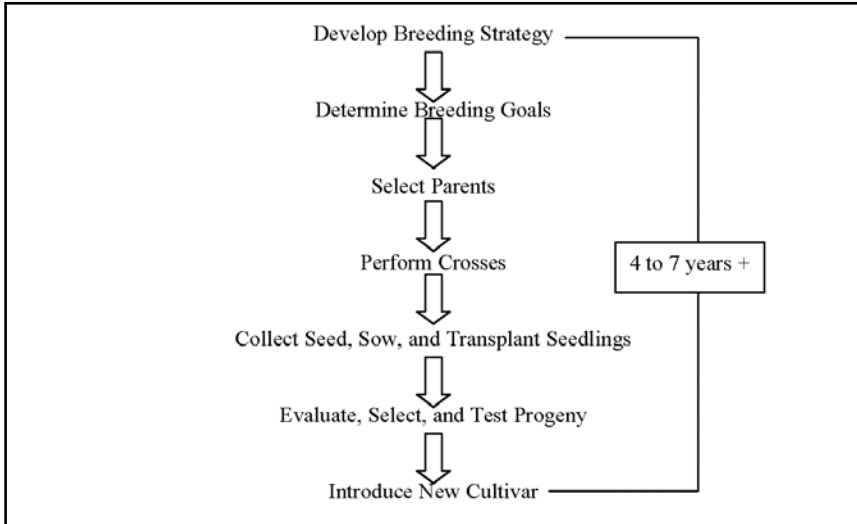 Develop Breeding Strategy
Determine Breeding Goals
Select Parents
Perform Crosses
4 to 7 years +
Collect Seed, Sow, and Transplant Seedlings
Evaluate, Select, and Test Progeny
Introduce New Cultivar